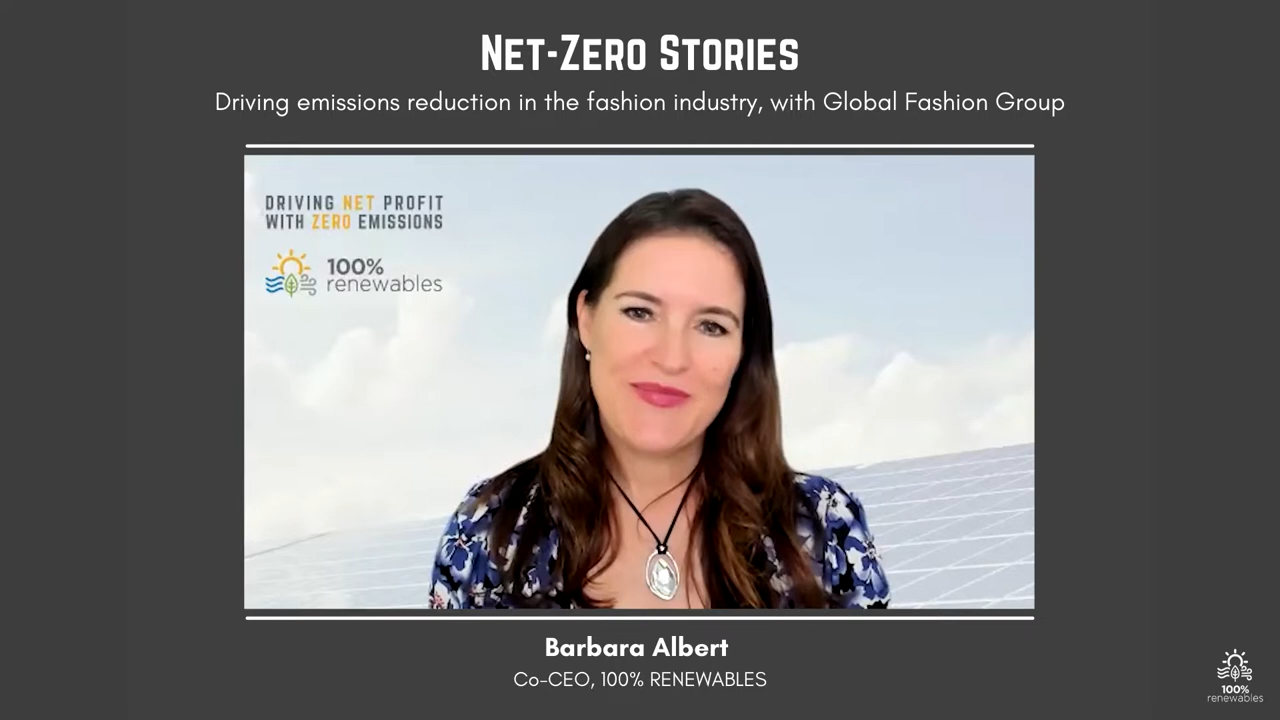 Net-Zero Stories
Driving emissions reduction in the fashion industry, with Global Fashion Group
DRIVING NET PROFIT
WITH ZERO EMISSIONS
100%
renewables
Barbara Albert
Co-CEO, 100% RENEWABLES
100%
renewables